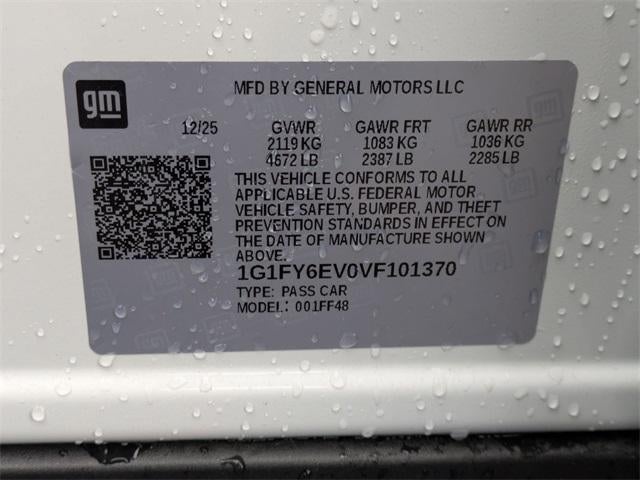 gm
MFD BY GENERAL MOTORS LLC
12/25 GVWR GAWR FRT GAWR RR
2119 KG 1083 KG 1036 KG
4672 LB 2387 LB 2285 LB
THIS VEHICLE CONFORMS TO ALL
APPLICABLE U.S. FEDERAL MOTOR
VEHICLE SAFETY, BUMPER, AND THEFT
PREVENTION STANDARDS IN EFFECT ON
THE DATE OF MANUFACTURE SHOWN
ABOVE.
1G1FY6EV0VF101370
TYPE: PASS CAR
MODEL: 001FF48